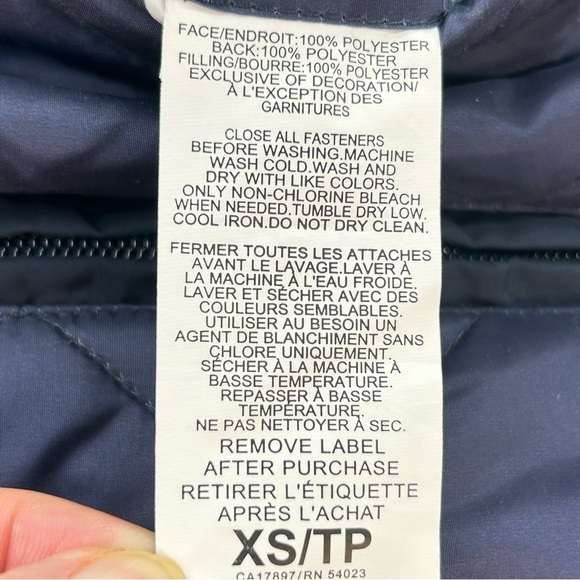 FACE/ENDROIT:100% POLYESTER
BACK:100% POLYESTER
FILLING/BOURRE:100% POLYESTER
EXCLUSIVE OF DECORATION/
À L'EXCEPTION DES
GARNITURES
CLOSE ALL FASTENERS
BEFORE WASHING.MACHINE
WASH COLD.WASH AND
DRY WITH LIKE COLORS.
ONLY NON-CHLORINE BLEACH
WHEN NEEDED.TUMBLE DRY LOW.
COOL IRON.DO NOT DRY CLEAN.
FERMER TOUTES LES ATTACHES
AVANT LE LAVAGE.LAVER À
LA MACHINE À L'EAU FROIDE.
LAVER ET SÉCHER AVEC DES
COULEURS SEMBLABLES.
UTILISER AU BESOIN UN
AGENT DE BLANCHIMENT SANS
CHLORE UNIQUEMENT.
SÉCHER À LA MACHINE À
BASSE TEMPERATURE.
REPASSER À BASSE
TEMPÉRATURE.
NE PAS NETTOYER À SEC.
REMOVE LABEL
AFTER PURCHASE
RETIRER L'ÉTIQUETTE
APRÈS L'ACHAT
XS/TP
CA17897/RN 54023